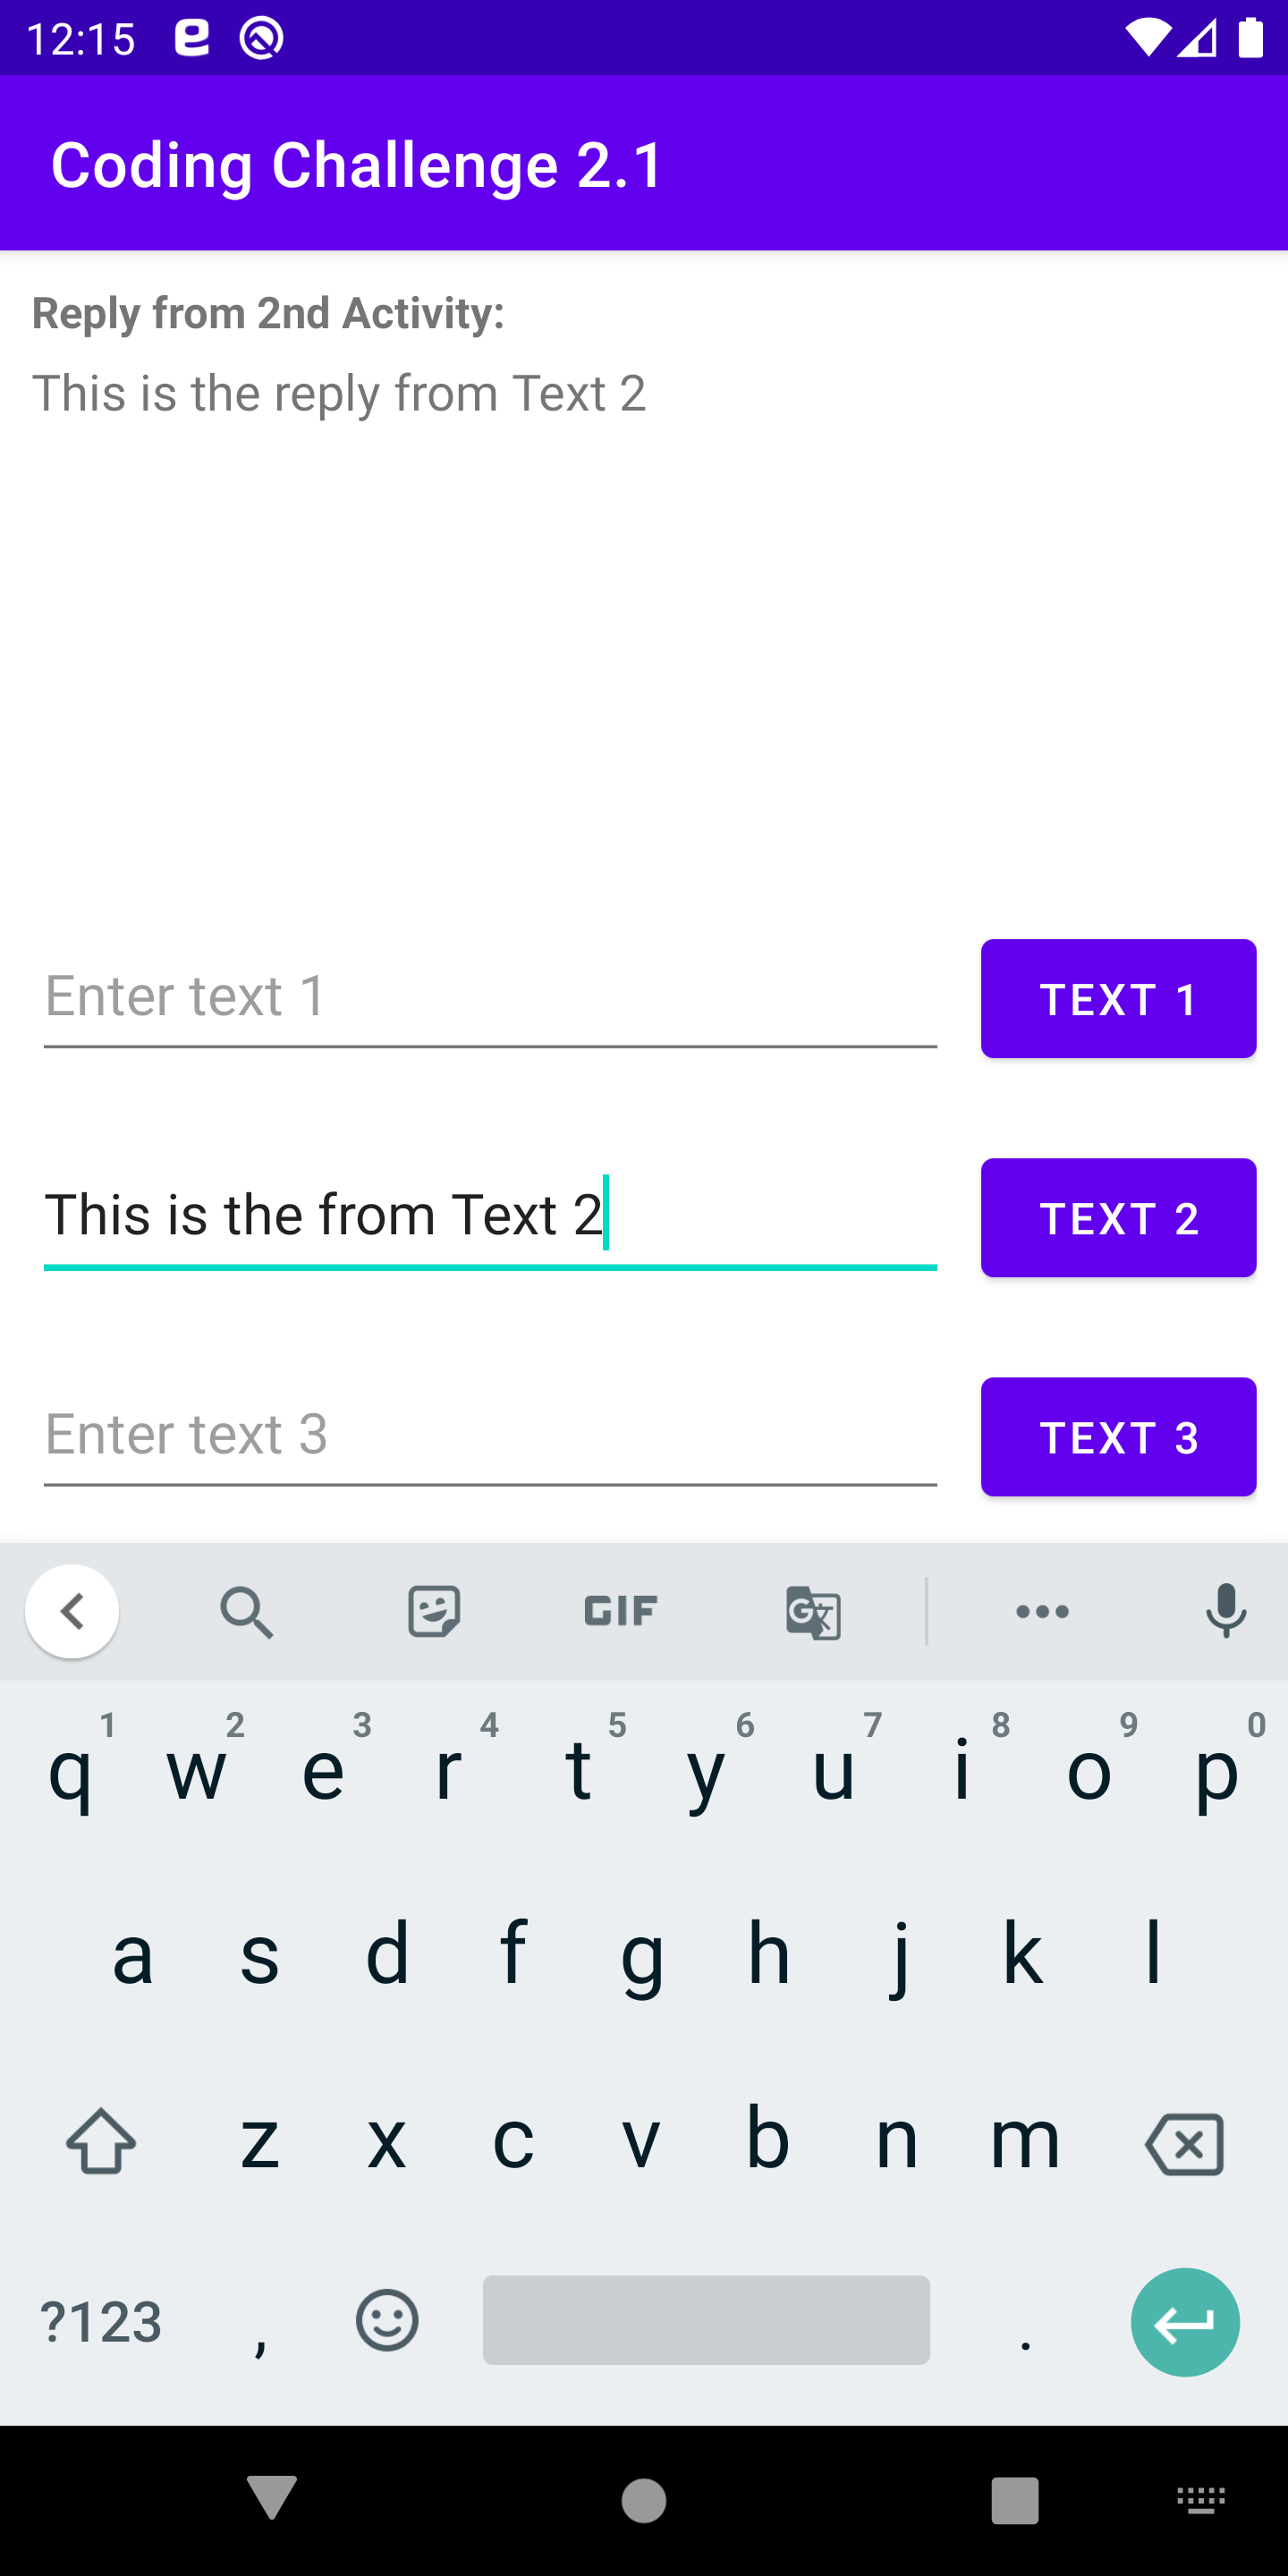 12:15
Coding Challenge 2.1
Reply from 2nd Activity:
This is the reply from Text 2
Enter text 1
TEXT 1
This is the from Text 2
TEXT 2
Enter text 3
TEXT 3
GIF
1 2 3 4 5 6 7 8 9 0
q w e r t y u i o p
a s d f g h j k l
z x c v b n m
?123 , .